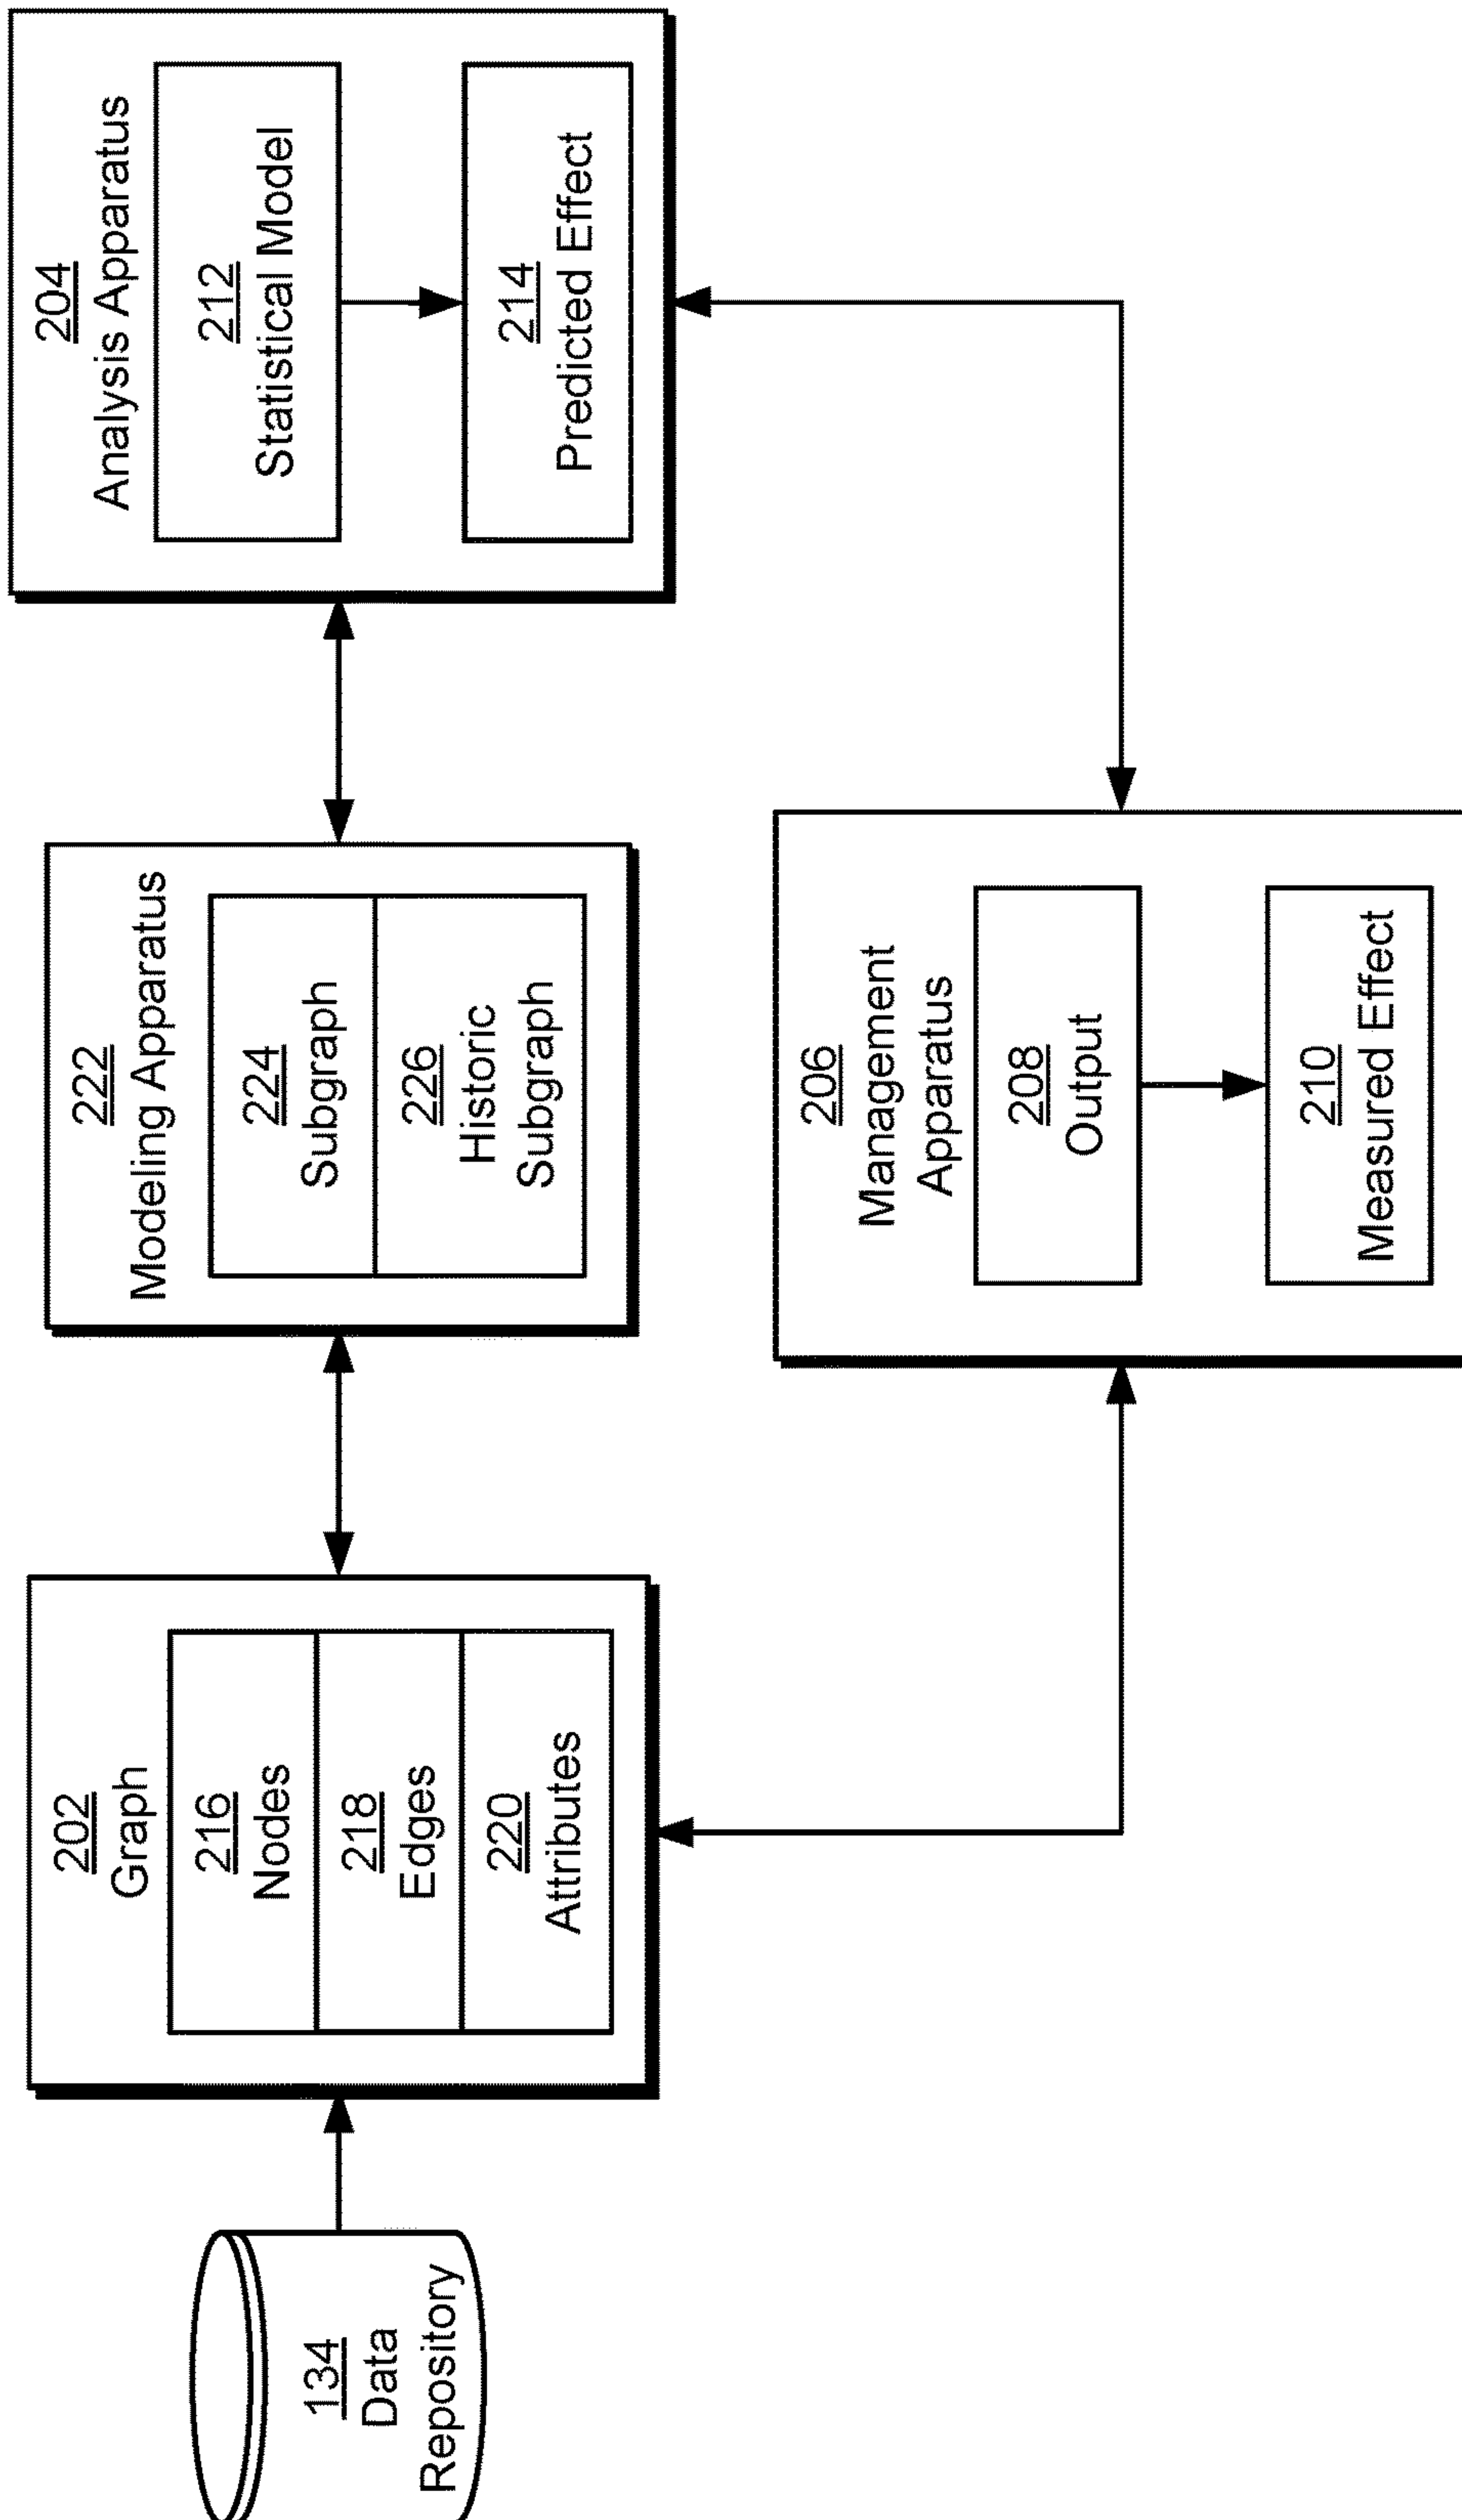 134
Data
Repository
202
Graph
216
Nodes
218
Edges
220
Attributes
222
Modeling Apparatus
224
Subgraph
226
Historic
Subgraph
204
Analysis Apparatus
212
Statistical Model
214
Predicted Effect
206
Management
Apparatus
208
Output
210
Measured Effect